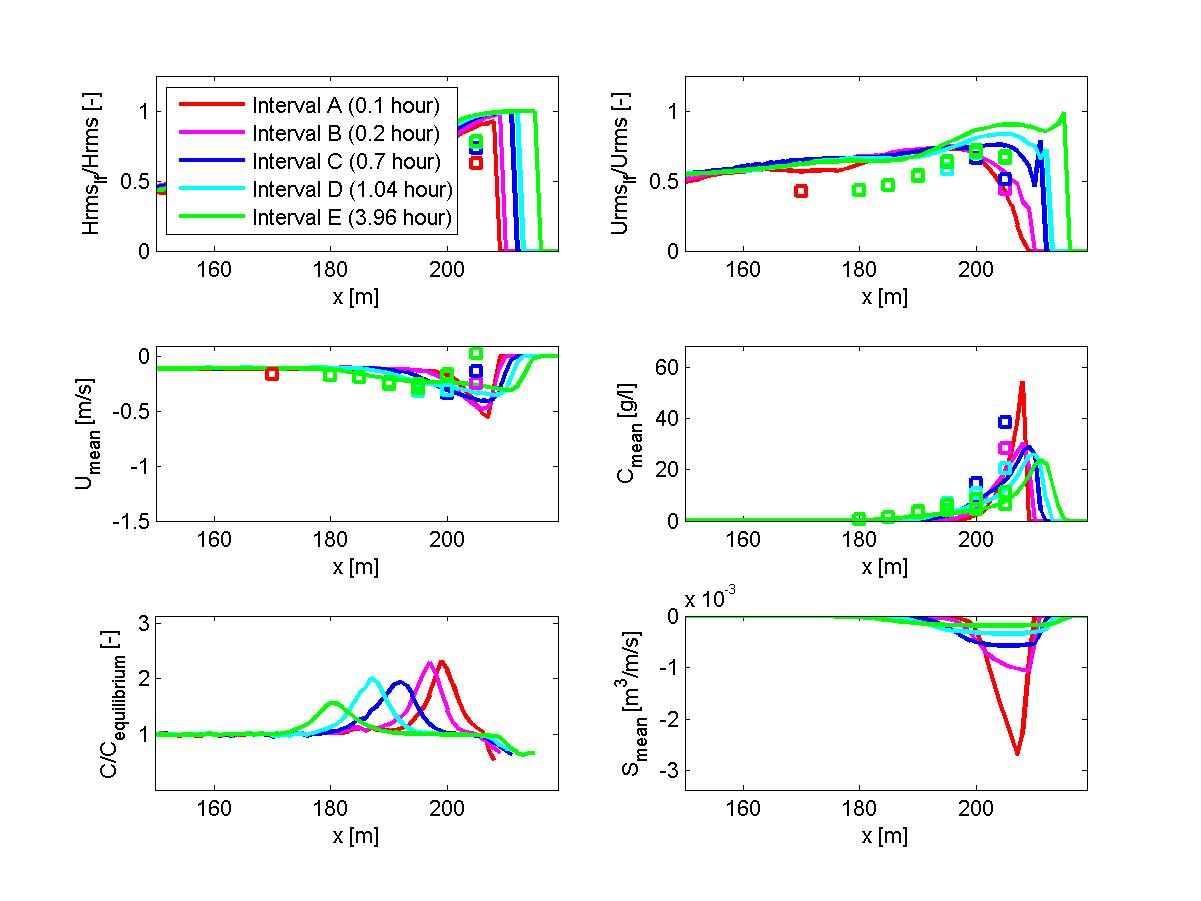 Hrms_lf/Hrms [-]
1
0.5
0
Interval A (0.1 hour)
Interval B (0.2 hour)
Interval C (0.7 hour)
Interval D (1.04 hour)
Interval E (3.96 hour)
160 180 200
x [m]
Urms_lf/Urms [-]
1
0.5
0
160 180 200
x [m]
U_mean [m/s]
0
-0.5
-1
-1.5
160 180 200
x [m]
C_mean [g/l]
60
40
20
0
160 180 200
x [m]
C/C_equilibrium [-]
3
2
1
160 180 200
x [m]
x 10^-3
S_mean [m^3/m/s]
0
-1
-2
-3
160 180 200
x [m]